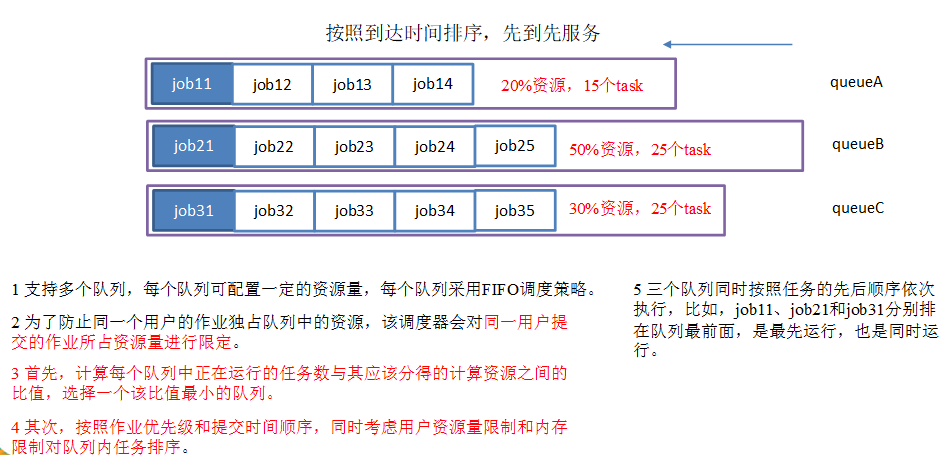 按照到达时间排序，先到先服务
job11 job12 job13 job14 20%资源，15个task queueA
job21 job22 job23 job24 job25 50%资源，25个task queueB
job31 job32 job33 job34 job35 30%资源，25个task queueC
1 支持多个队列，每个队列可配置一定的资源量，每个队列采用FIFO调度策略。
2 为了防止同一个用户的作业独占队列中的资源，该调度器会对同一用户提
交的作业所占资源量进行限定。
3 首先，计算每个队列中正在运行的任务数与其应该分得的计算资源之间的
比值，选择一个该比值最小的队列。
4 其次，按照作业优先级和提交时间顺序，同时考虑用户资源量限制和内存
限制对队列内任务排序。
5 三个队列同时按照任务的先后顺序依次
执行，比如，job11、job21和job31分别排
在队列最前面，是最先运行，也是同时运
行。